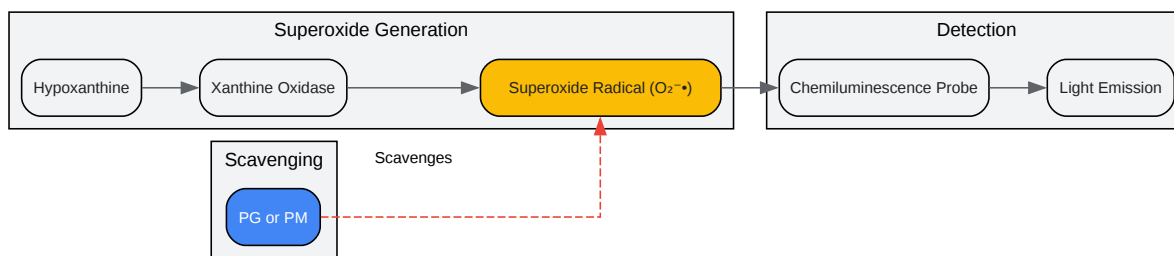 Superoxide Generation
Detection
Hypoxanthine
Xanthine Oxidase
Superoxide Radical (O₂⁻•)
Chemiluminescence Probe
Light Emission
Scavenging
Scavenges
PG or PM